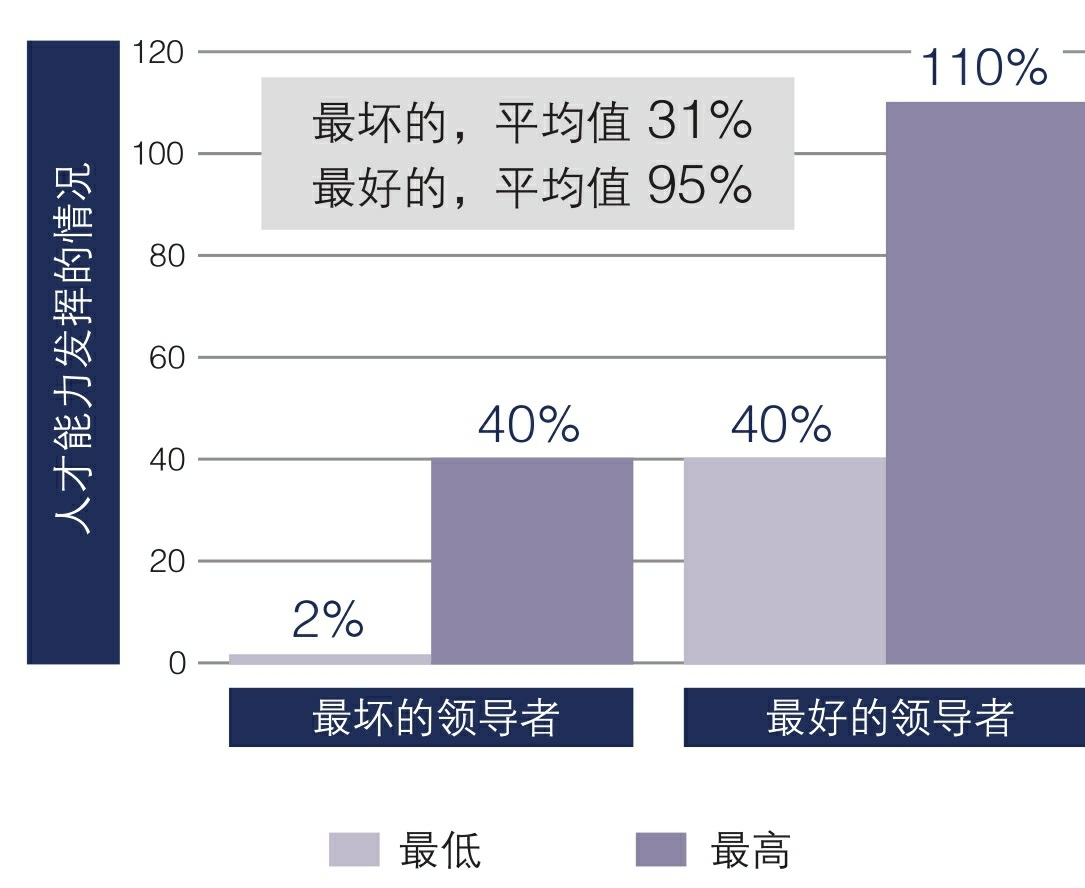 人才能力发挥的情况
120
100
80
60
40
20
0
最坏的，平均值 31%
最好的，平均值 95%
2%
40%
40%
110%
最坏的领导者
最好的领导者
最低
最高